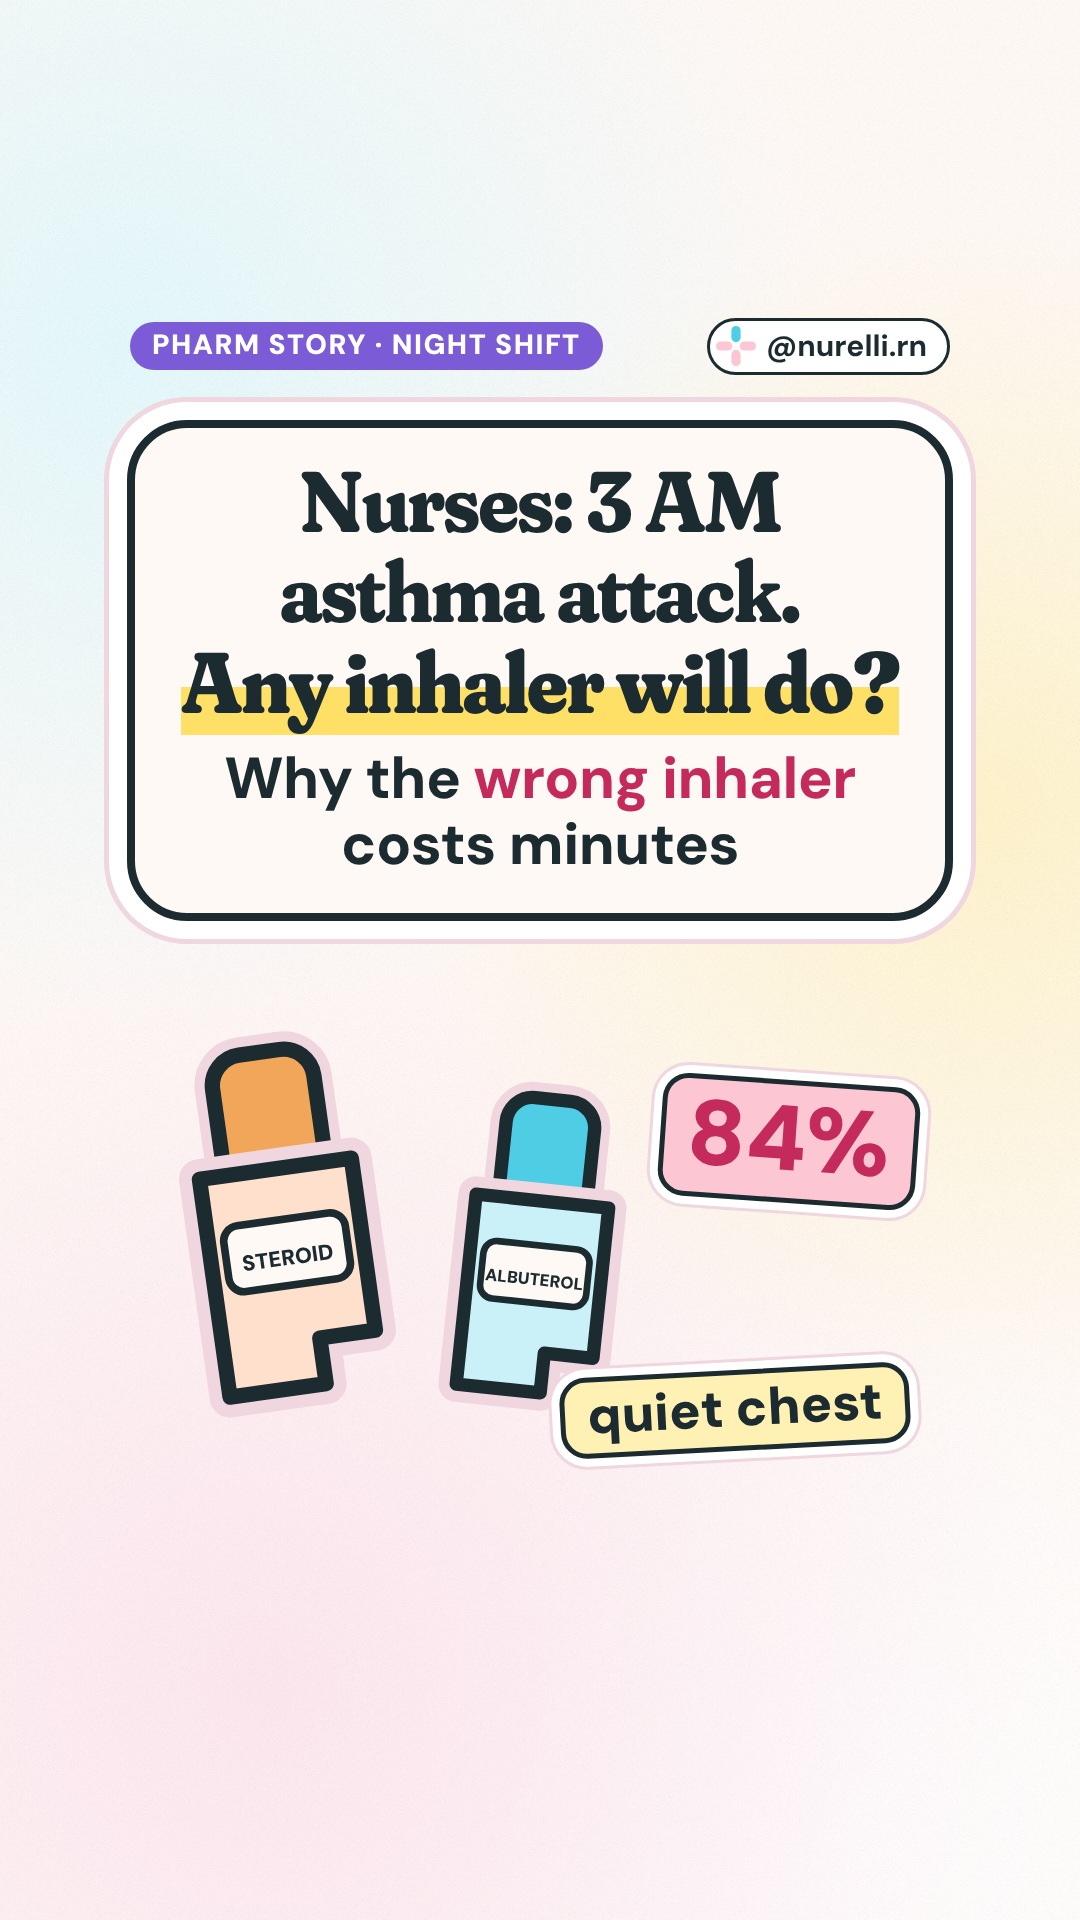 PHARM STORY · NIGHT SHIFT
@nurelli.rn
Nurses: 3 AM
asthma attack.
Any inhaler will do?
Why the wrong inhaler
costs minutes
84%
STEROID
ALBUTEROL
quiet chest